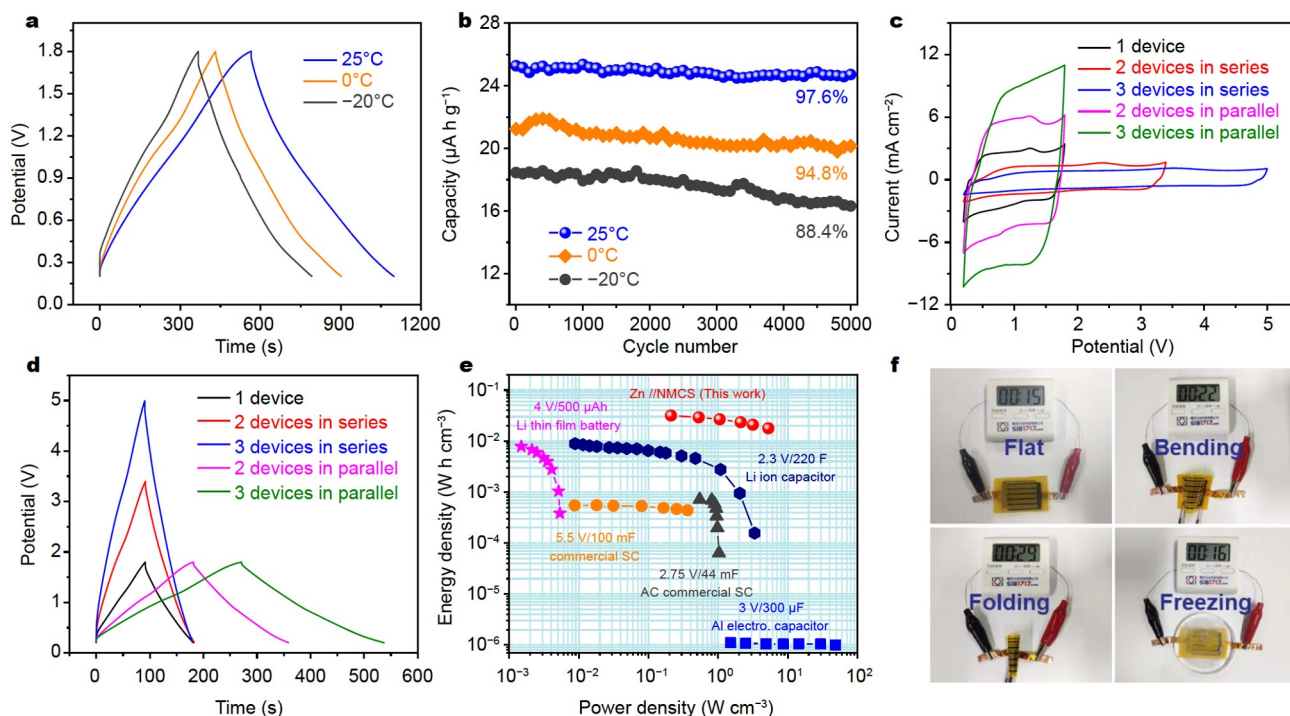 a
Potential (V)
1.8
1.5
1.2
0.9
0.6
0.3
0.0
25°C
0°C
−20°C
0
300
600
900
1200
Time (s)
b
Capacity (µA h g⁻¹)
28
24
20
16
12
97.6%
94.8%
88.4%
25°C
0°C
−20°C
0
1000
2000
3000
4000
5000
Cycle number
c
Current (mA cm⁻²)
12
6
0
−6
−12
1 device
2 devices in series
3 devices in series
2 devices in parallel
3 devices in parallel
0
1
2
3
4
5
Potential (V)
d
Potential (V)
5
4
3
2
1
0
1 device
2 devices in series
3 devices in series
2 devices in parallel
3 devices in parallel
0
100
200
300
400
500
600
Time (s)
e
Energy density (W h cm⁻³)
10⁻¹
10⁻²
10⁻³
10⁻⁴
10⁻⁵
10⁻⁶
Zn //NMCS (This work)
4 V/500 µAh
Li thin film battery
2.3 V/220 F
Li ion capacitor
5.5 V/100 mF
commercial SC
2.75 V/44 mF
AC commercial SC
3 V/300 µF
Al electro. capacitor
10⁻³
10⁻²
10⁻¹
10⁰
10¹
10²
Power density (W cm⁻³)
f
00:15
Flat
00:22
Bending
00:29
Folding
00:16
Freezing